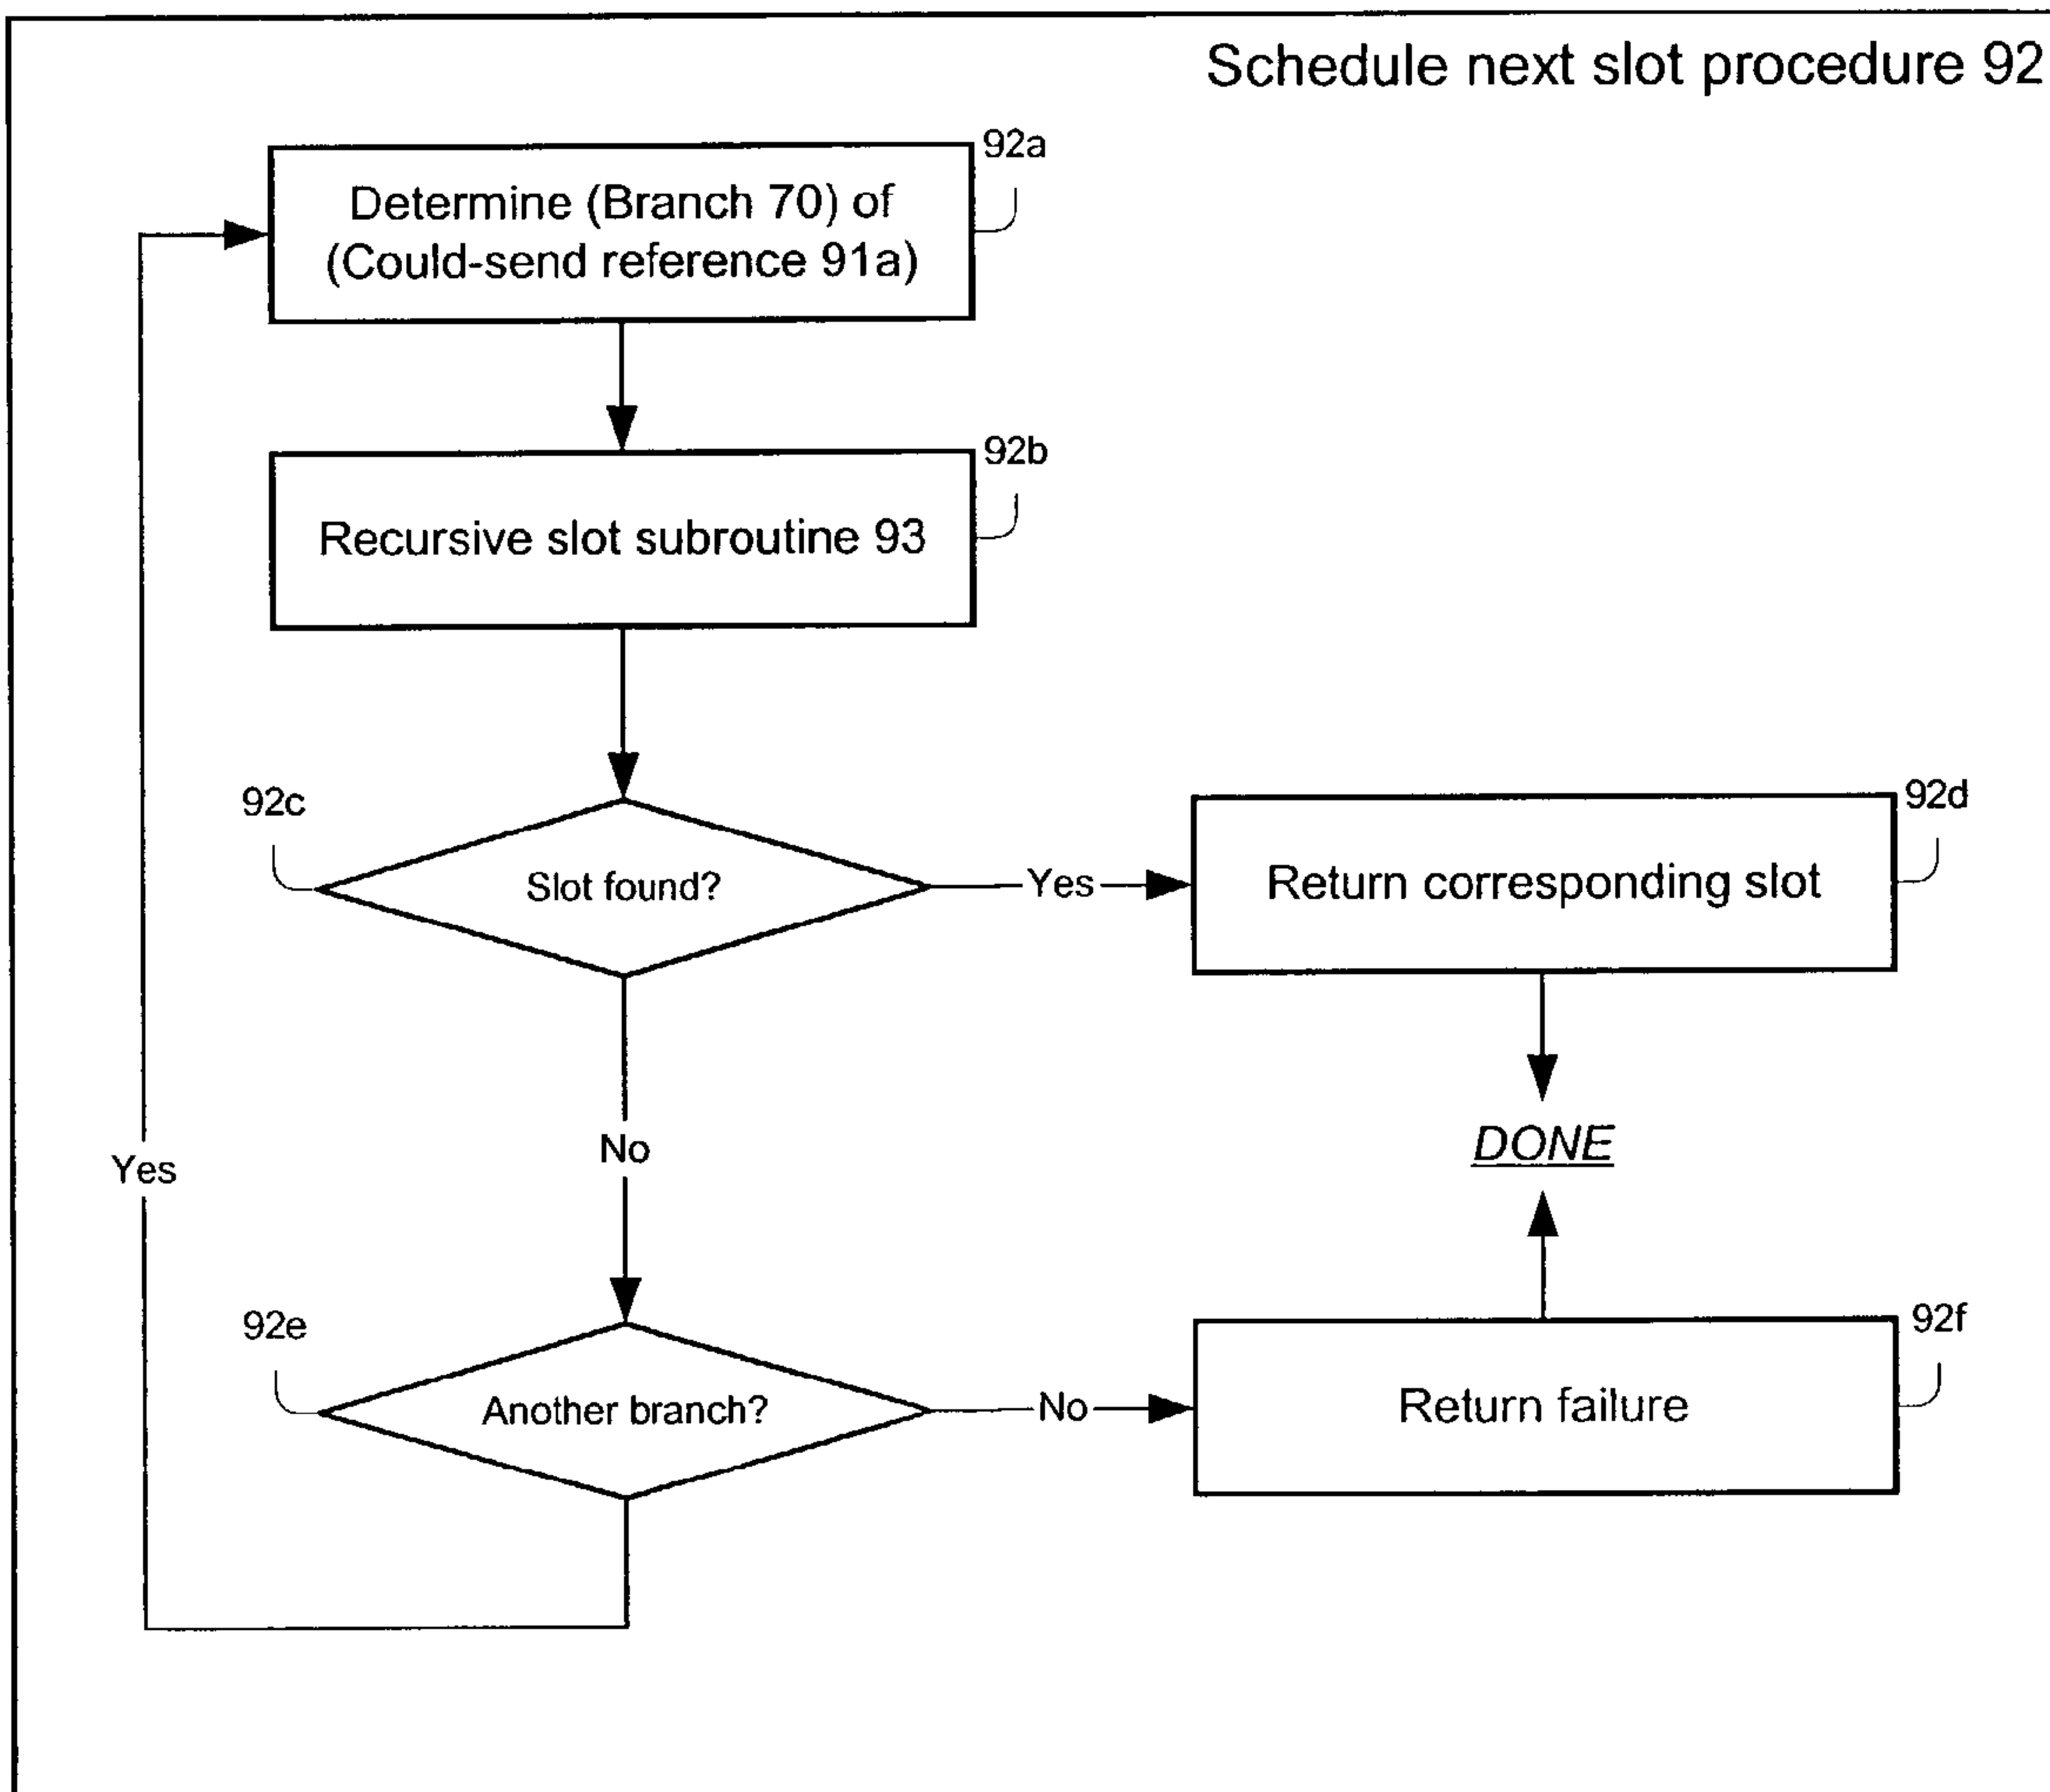 Schedule next slot procedure 92
92a
Determine (Branch 70) of
(Could-send reference 91a)
92b
Recursive slot subroutine 93
92c
Slot found?
Yes
92d
Return corresponding slot
No
Yes
DONE
92e
Another branch?
No
92f
Return failure